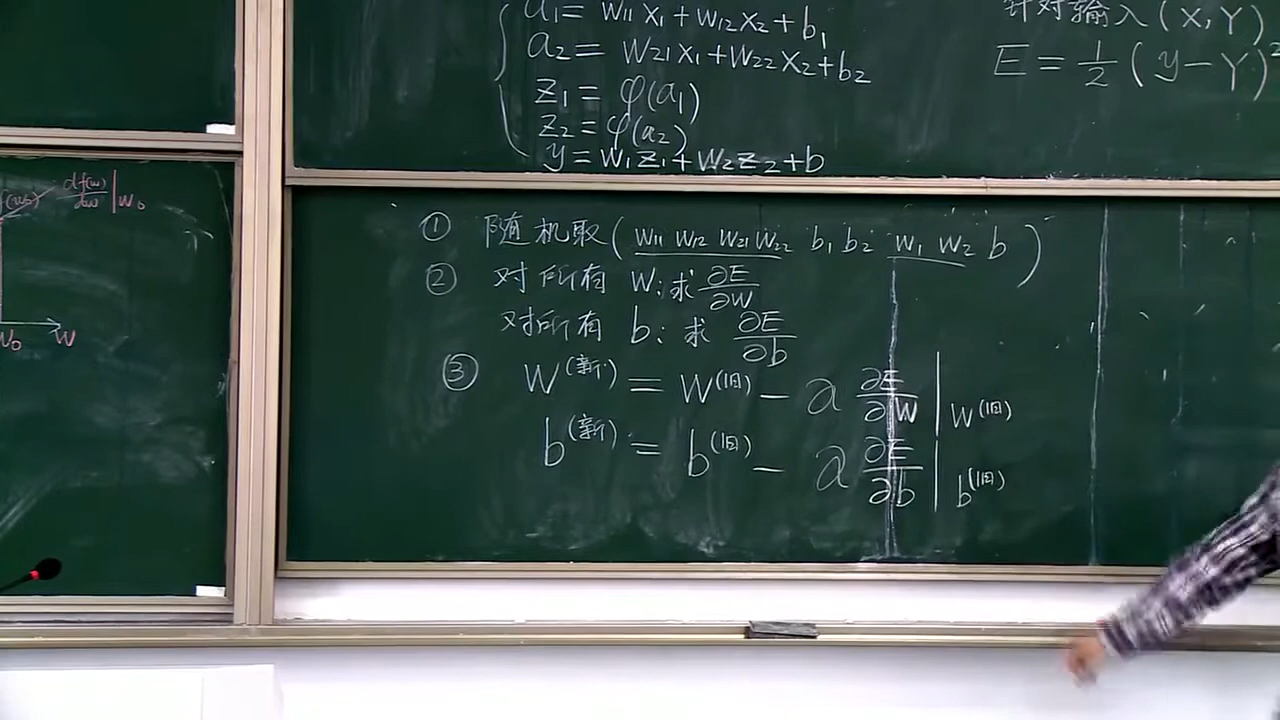 a₁ = w₁₁x₁ + w₁₂x₂ + b₁
a₂ = w₂₁x₁ + w₂₂x₂ + b₂
z₁ = φ(a₁)
z₂ = φ(a₂)
y = w₁z₁ + w₂z₂ + b
针对输入(X,Y)
E = 1/2 (y-Y)²
(w₀) df(w)/dw |w₀
w₀ w
① 随机取(w₁₁ w₁₂ w₂₁ w₂₂ b₁ b₂ w₁ w₂ b)
② 对所有 w: 求 ∂E/∂w
对所有 b: 求 ∂E/∂b
③ w^(新) = w^(旧) - a ∂E/∂w | w^(旧)
b^(新) = b^(旧) - a ∂E/∂b | b^(旧)